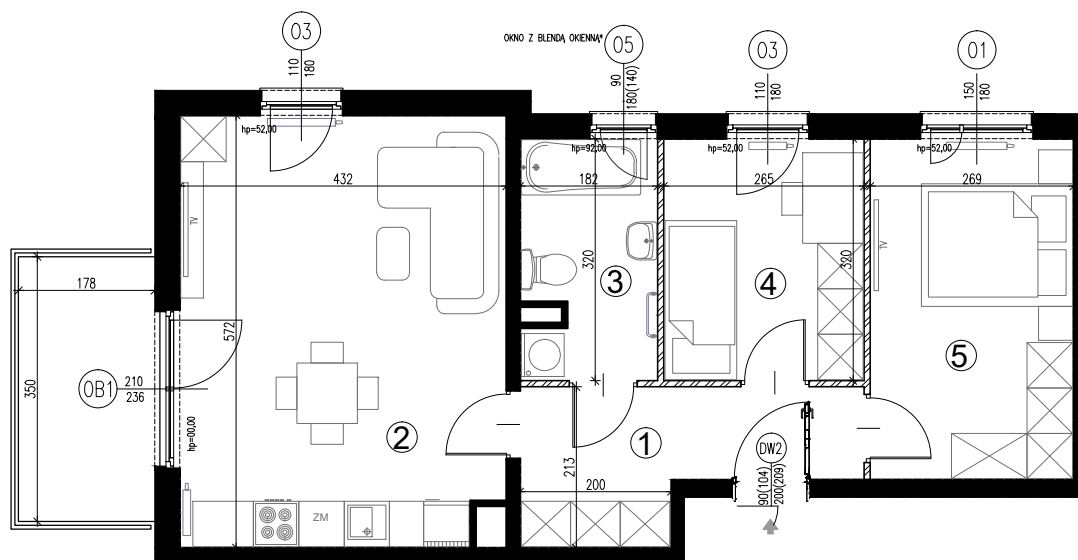 03
110
180
OKNO Z BLENDĄ OKIENNĄ*
05
90
180(140)
03
110
180
01
150
180
hp=52,00
hp=92,00
hp=52,00
hp=52,00
432
182
265
269
TV
TV
320
3
320
4
178
572
5
350
OB1
210
236
hp=00,00
2
1
213
DW2
90(104)
200(209)
200
ZM